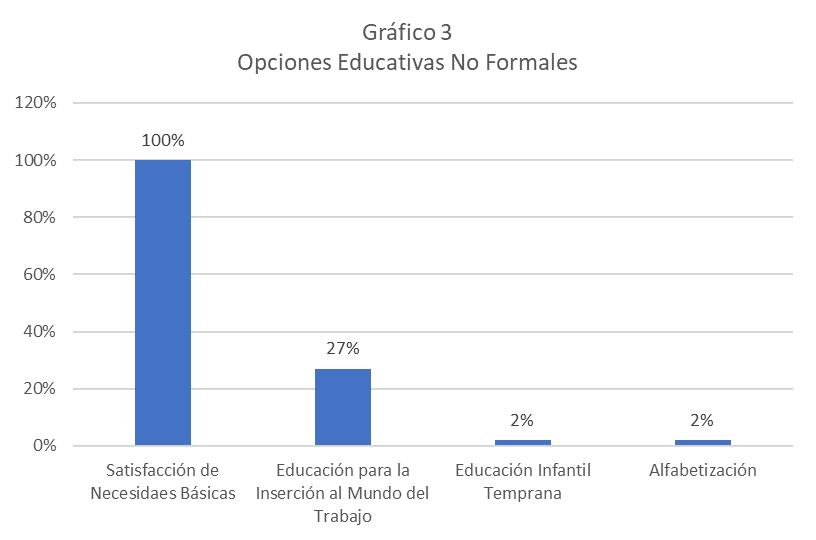 Gráfico 3
Opciones Educativas No Formales
120%
100%
80%
60%
40%
20%
0%
100%
27%
2%
2%
Satisfacción de
Necesidaes Básicas
Educación para la
Inserción al Mundo del
Trabajo
Educación Infantil
Temprana
Alfabetización